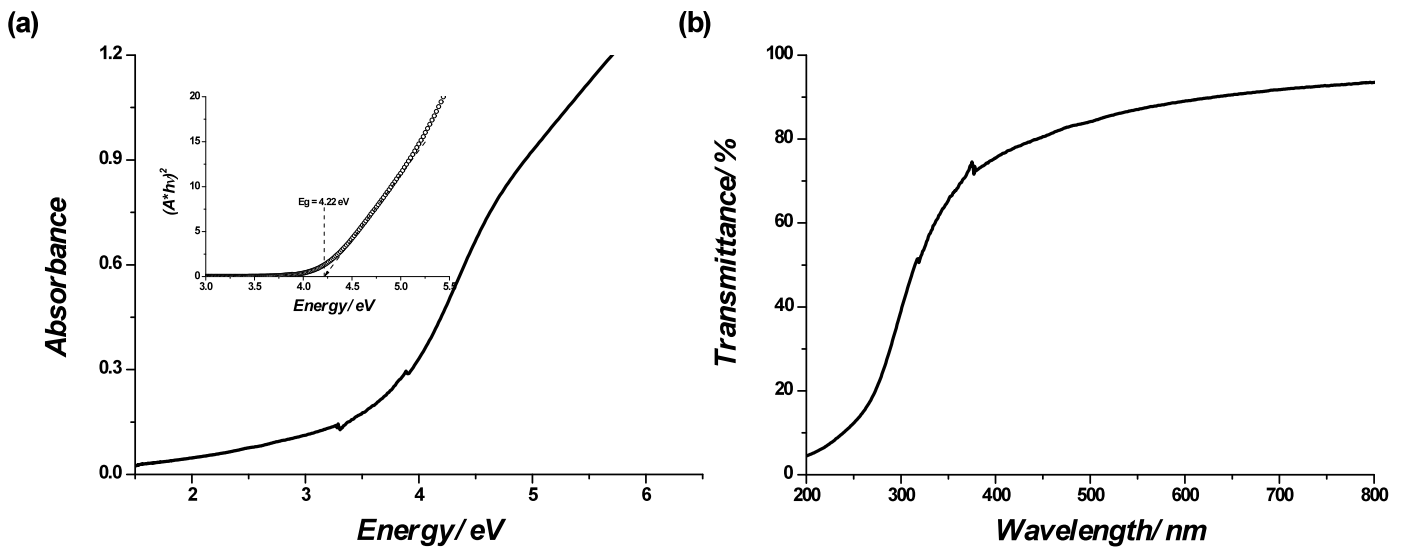 (a)
1.2
0.9
0.6
0.3
0.0
Absorbance
2 3 4 5 6
Energy/ eV
20
15
10
5
0
(A*hν)2
Eg = 4.22 eV
3.0 3.5 4.0 4.5 5.0 5.5
Energy/ eV
(b)
100
80
60
40
20
0
Transmittance/ %
200 300 400 500 600 700 800
Wavelength/ nm